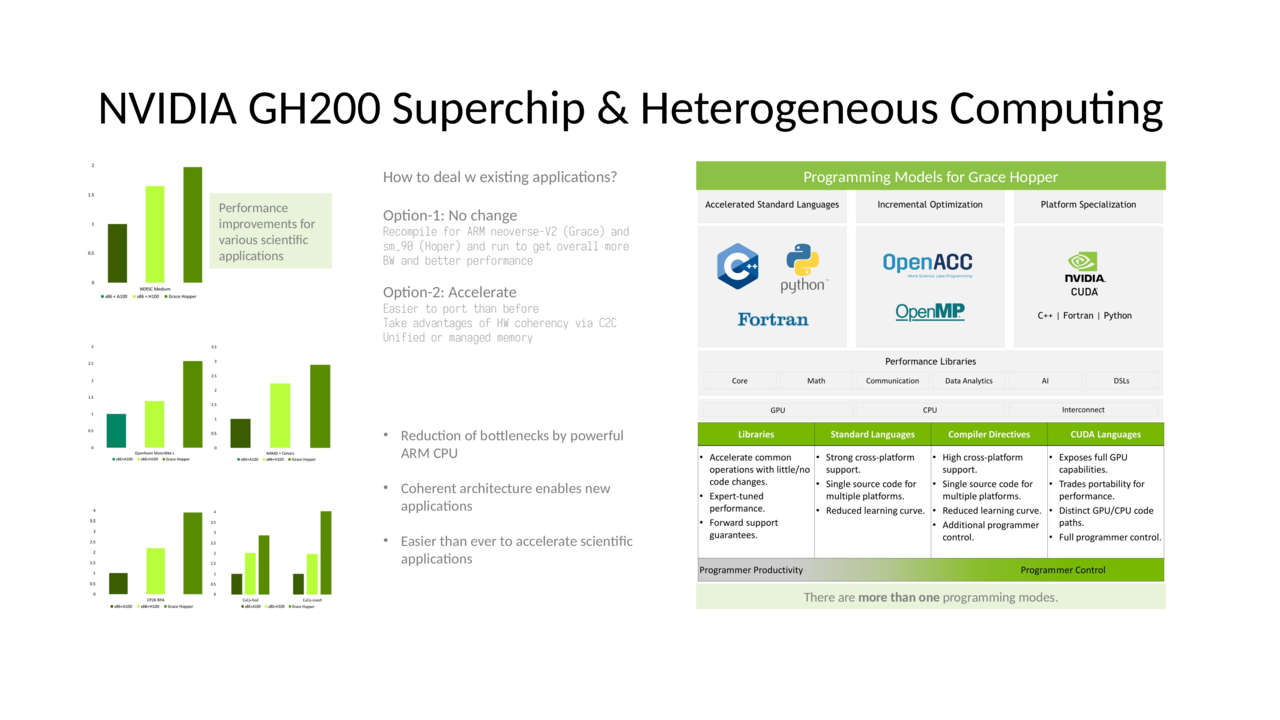 NVIDIA GH200 Superchip & Heterogeneous Computing
2
1.5
1
0.5
0
NERSC Medium
x86 + A100
x86 + H100
Grace Hopper
Performance
improvements for
various scientific
applications
3
2.5
2
1.5
1
0.5
0
Openfoam MotorBike L
x86+A100
x86+H100
Grace Hopper
3.5
3
2.5
2
1.5
1
0.5
0
NAMD + Colvars
x86+A100
x86+H100
Grace Hopper
4
3.5
3
2.5
2
1.5
1
0.5
0
CP2K RPA
x86+A100
x86+H100
Grace Hopper
4
3.5
3
2.5
2
1.5
1
0.5
0
CuCo-find
CuCo-insert
x86+A100
x86+H100
Grace Hopper
How to deal w existing applications?
Option-1: No change
Recompile for ARM neoverse-V2 (Grace) and
sm_90 (Hoper) and run to get overall more
BW and better performance
Option-2: Accelerate
Easier to port than before
Take advantages of HW coherency via C2C
Unified or managed memory
• Reduction of bottlenecks by powerful
ARM CPU
• Coherent architecture enables new
applications
• Easier than ever to accelerate scientific
applications
Programming Models for Grace Hopper
Accelerated Standard Languages
Incremental Optimization
Platform Specialization
C++
python
Fortran
OpenACC
More Science, Less Programming
OpenMP
NVIDIA
CUDA
C++ | Fortran | Python
Performance Libraries
Core
Math
Communication
Data Analytics
AI
DSLs
GPU
CPU
Interconnect
Libraries
• Accelerate common
operations with little/no
code changes.
• Expert-tuned
performance.
• Forward support
guarantees.
Standard Languages
• Strong cross-platform
support.
• Single source code for
multiple platforms.
• Reduced learning curve.
Compiler Directives
• High cross-platform
support.
• Single source code for
multiple platforms.
• Reduced learning curve.
• Additional programmer
control.
CUDA Languages
• Exposes full GPU
capabilities.
• Trades portability for
performance.
• Distinct GPU/CPU code
paths.
• Full programmer control.
Programmer Productivity
Programmer Control
There are more than one programming modes.